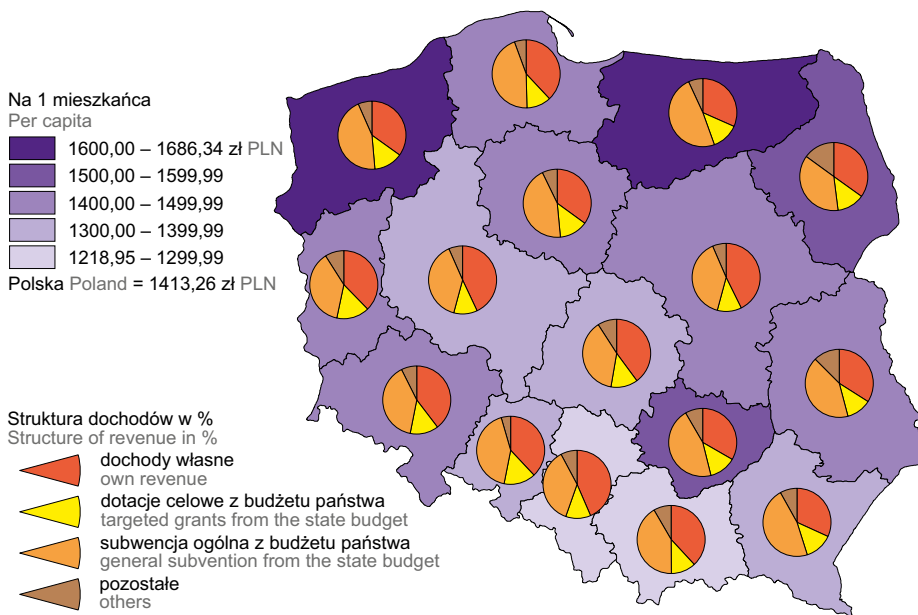 Na 1 mieszkańca
Per capita
1600,00 – 1686,34 zł PLN
1500,00 – 1599,99
1400,00 – 1499,99
1300,00 – 1399,99
1218,95 – 1299,99
Polska Poland = 1413,26 zł PLN
Struktura dochodów w %
Structure of revenue in %
dochody własne
own revenue
dotacje celowe z budżetu państwa
targeted grants from the state budget
subwencja ogólna z budżetu państwa
general subvention from the state budget
pozostałe
others